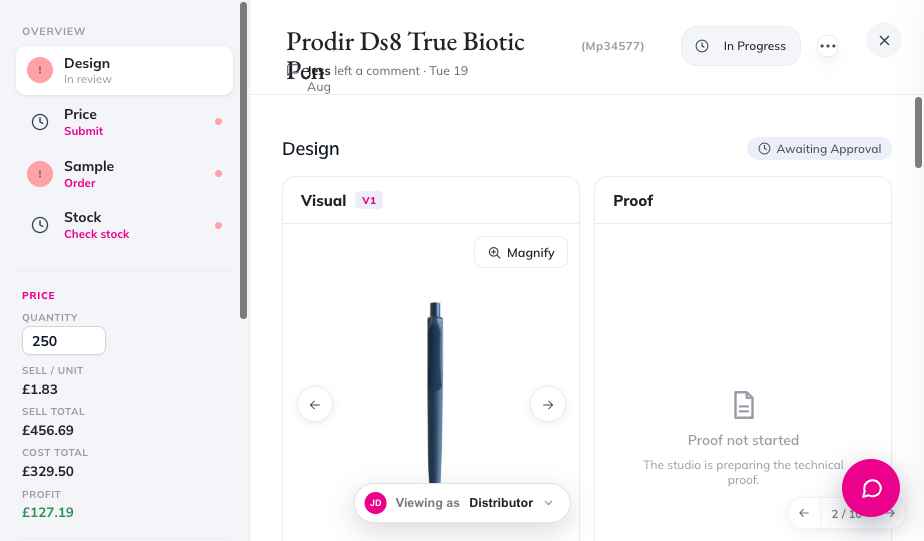 OVERVIEW
Design
In review
Price
Submit
Sample
Order
Stock
Check stock
PRICE
QUANTITY
250
SELL / UNIT
£1.83
SELL TOTAL
£456.69
COST TOTAL
£329.50
PROFIT
£127.19
Prodir Ds8 True Biotic
Pen
(Mp34577)
In Progress
Jess left a comment · Tue 19
Aug
Design
Awaiting Approval
Visual V1
Magnify
Proof
Proof not started
The studio is preparing the technical
proof.
JD Viewing as Distributor
2 /